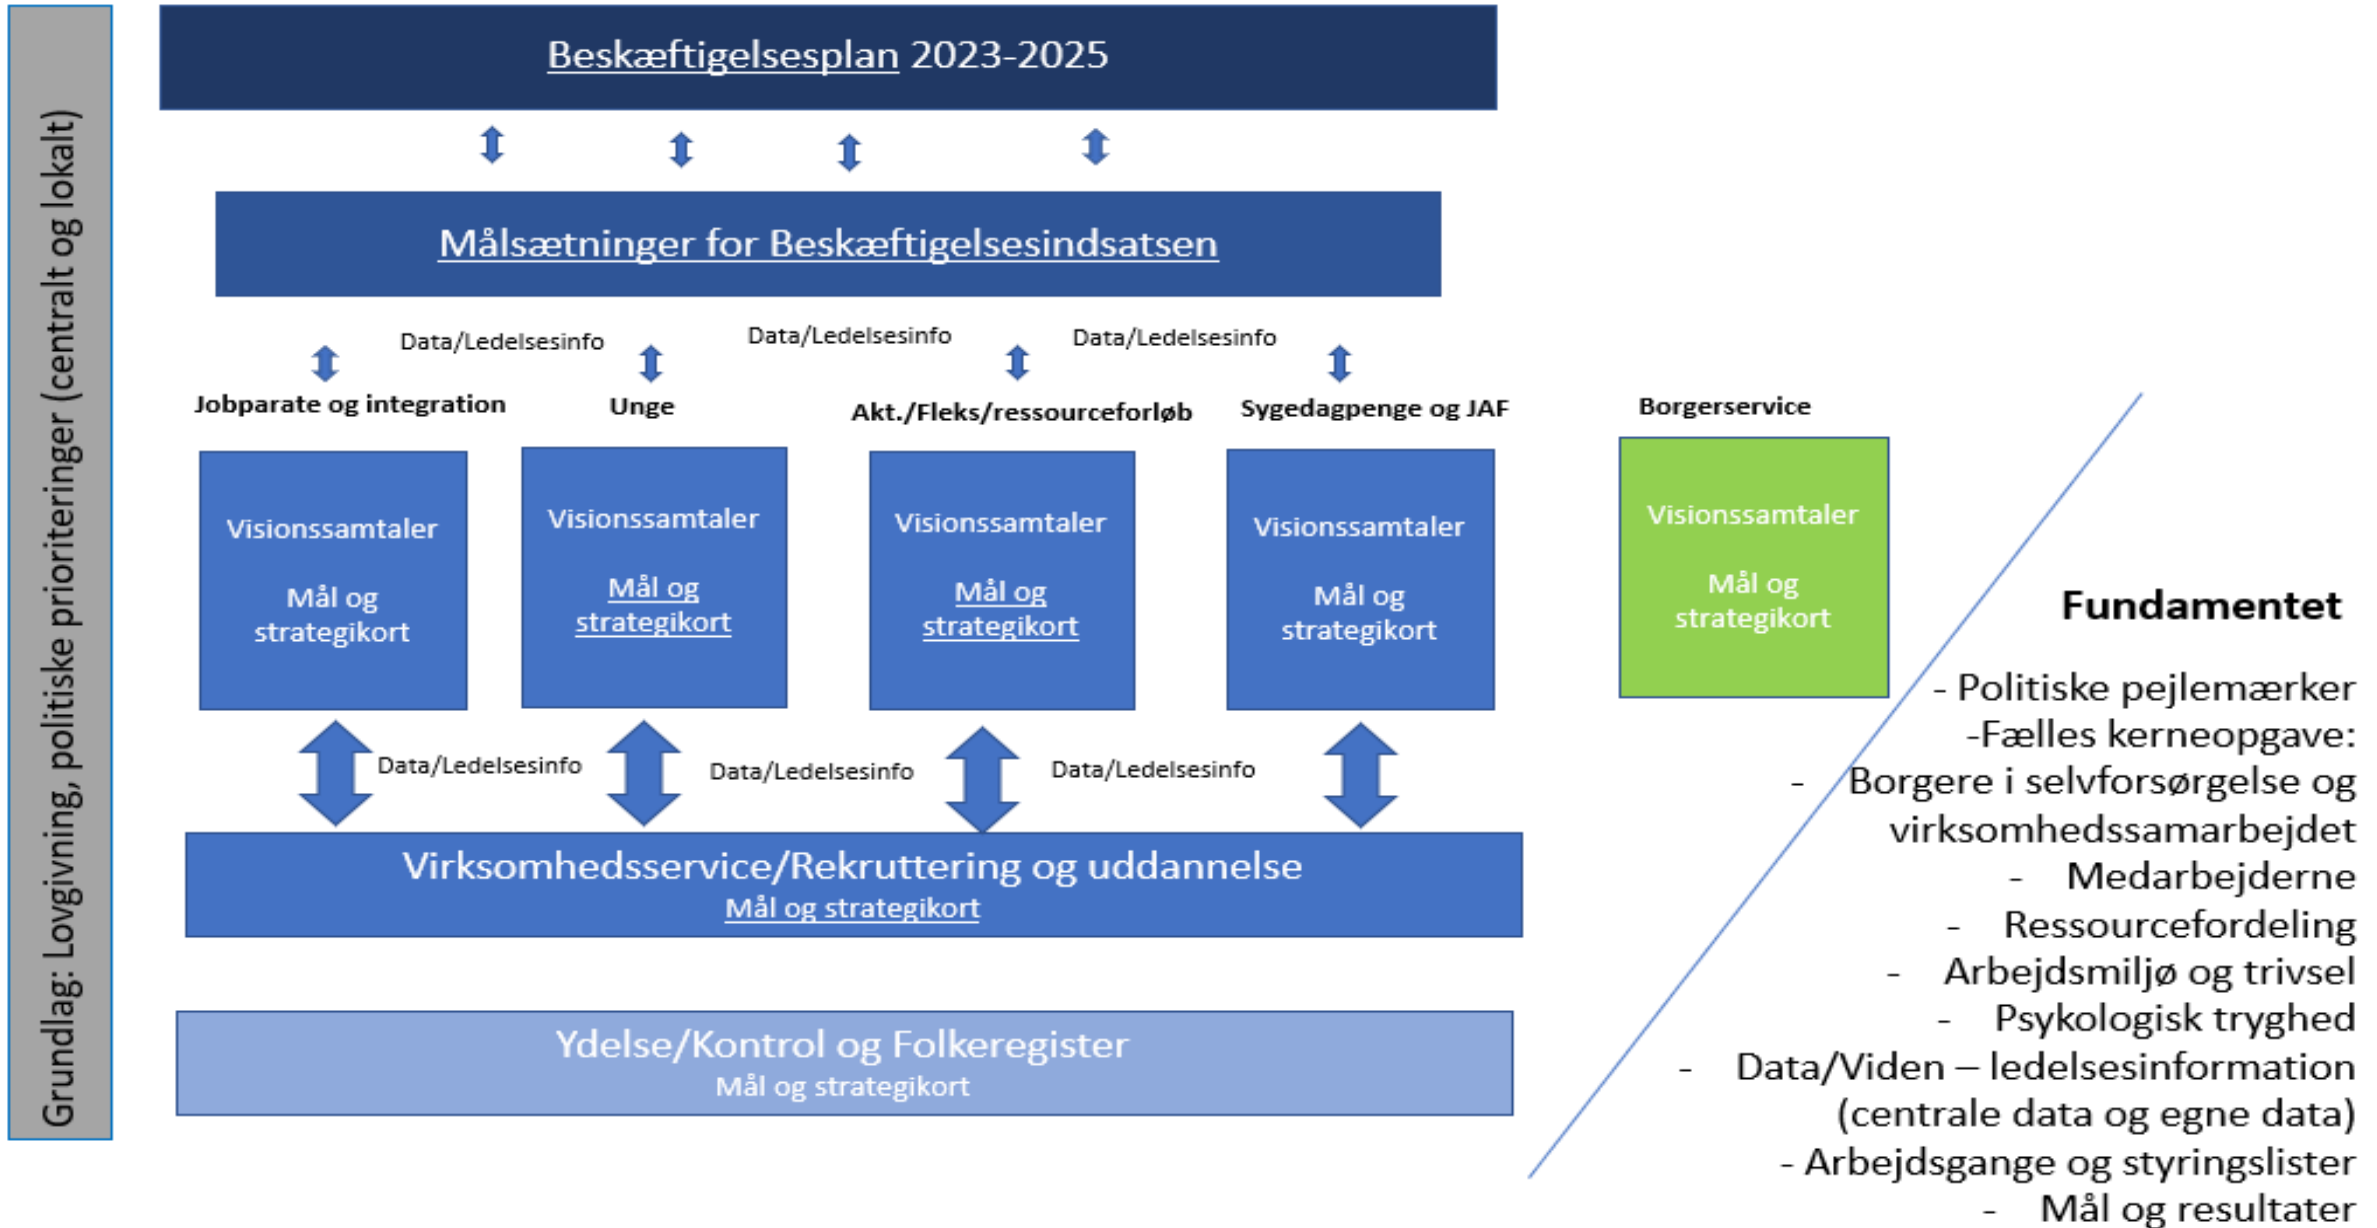 Grundlag: Lovgivning, politiske prioriteringer (centralt og lokalt)
Beskæftigelsesplan 2023-2025
Målsætninger for Beskæftigelsesindsatsen
Data/Ledelsesinfo
Data/Ledelsesinfo
Data/Ledelsesinfo
Jobparate og integration
Visionssamtaler
Mål og
strategikort
Unge
Visionssamtaler
Mål og
strategikort
Akt./Fleks/ressourceforløb
Visionssamtaler
Mål og
strategikort
Sygedagpenge og JAF
Visionssamtaler
Mål og
strategikort
Borgerservice
Visionssamtaler
Mål og
strategikort
Data/Ledelsesinfo
Data/Ledelsesinfo
Data/Ledelsesinfo
Virksomhedsservice/Rekruttering og uddannelse
Mål og strategikort
Ydelse/Kontrol og Folkeregister
Mål og strategikort
Fundamentet
- Politiske pejlemærker
-Fælles kerneopgave:
- Borgere i selvforsørgelse og
virksomhedssamarbejdet
- Medarbejderne
- Ressourcefordeling
- Arbejdsmiljø og trivsel
- Psykologisk tryghed
- Data/Viden – ledelsesinformation
(centrale data og egne data)
- Arbejdsgange og styringslister
- Mål og resultater